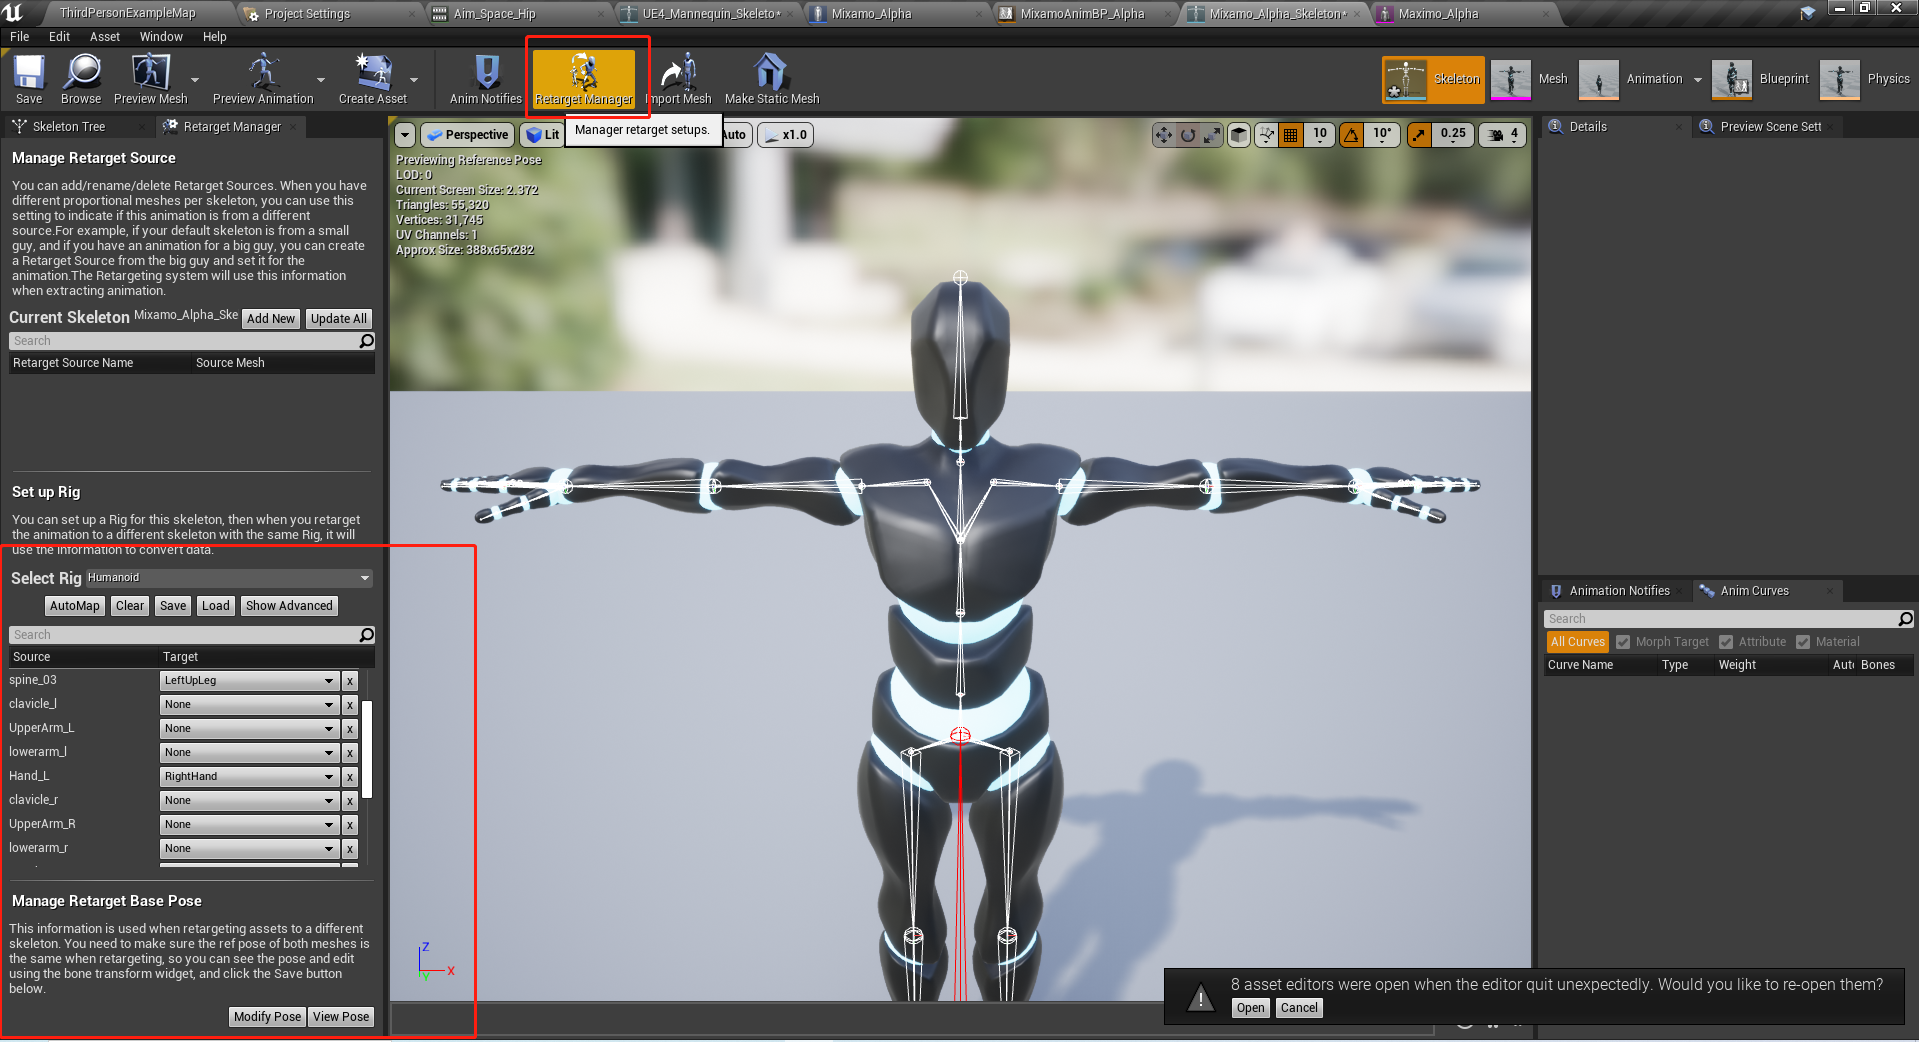 ThirdPersonExampleMap
Project Settings
Aim_Space_Hip
UE4_Mannequin_Skeleto*
Mixamo_Alpha
MixamoAnimBP_Alpha
Mixamo_Alpha_Skeleton*
Maximo_Alpha
File Edit Asset Window Help
Save
Browse
Preview Mesh
Preview Animation
Create Asset
Anim Notifies
Retarget Manager
Import Mesh
Make Static Mesh
Skeleton
Mesh
Animation
Blueprint
Physics
Manager retarget setups.
Skeleton Tree
Retarget Manager
Manage Retarget Source
You can add/rename/delete Retarget Sources. When you have
different proportional meshes per skeleton, you can use this
setting to indicate if this animation is from a different
source.For example, if your default skeleton is from a small
guy, and if you have an animation for a big guy, you can create
a Retarget Source from the big guy and set it for the
animation.The Retargeting system will use this information
when extracting animation.
Current Skeleton Mixamo_Alpha_Ske Add New Update All
Search
Retarget Source Name Source Mesh
Set up Rig
You can set up a Rig for this skeleton, then when you retarget
the animation to a different skeleton with the same Rig, it will
use the information to convert data.
Select Rig Humanoid
AutoMap Clear Save Load Show Advanced
Search
Source Target
spine_03 LeftUpLeg x
clavicle_l None x
UpperArm_L None x
lowerarm_l None x
Hand_L RightHand x
clavicle_r None x
UpperArm_R None x
lowerarm_r None x
Manage Retarget Base Pose
This information is used when retargeting assets to a different
skeleton. You need to make sure the ref pose of both meshes is
the same when retargeting, so you can see the pose and edit
using the bone transform widget, and click the Save button
below.
Modify Pose View Pose
Perspective Lit Auto x1.0
10 10° 0.25 4
Previewing Reference Pose
LOD: 0
Current Screen Size: 2.372
Triangles: 55,320
Vertices: 31,745
UV Channels: 1
Approx Size: 388x65x282
Z
X
Y
Details
Preview Scene Sett
Animation Notifies
Anim Curves
Search
All Curves Morph Target Attribute Material
Curve Name Type Weight Aut Bones
8 asset editors were open when the editor quit unexpectedly. Would you like to re-open them?
Open Cancel